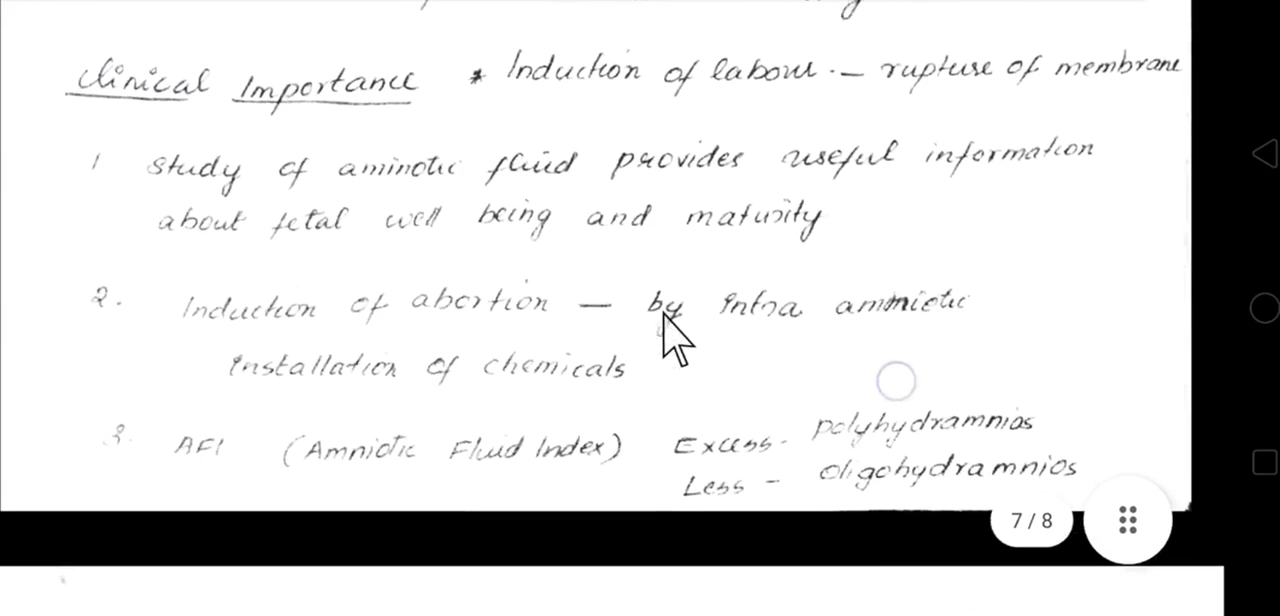 Clinical Importance * Induction of labour. — rupture of membrane
1 study of aminotic fluid provides useful information
about fetal well being and maturity
2. Induction of abortion — by intra ammiotic
installation of chemicals
3. AFI (Amniotic Fluid Index) Excess - polyhydramnios
Less - oligohydramnios
7 / 8